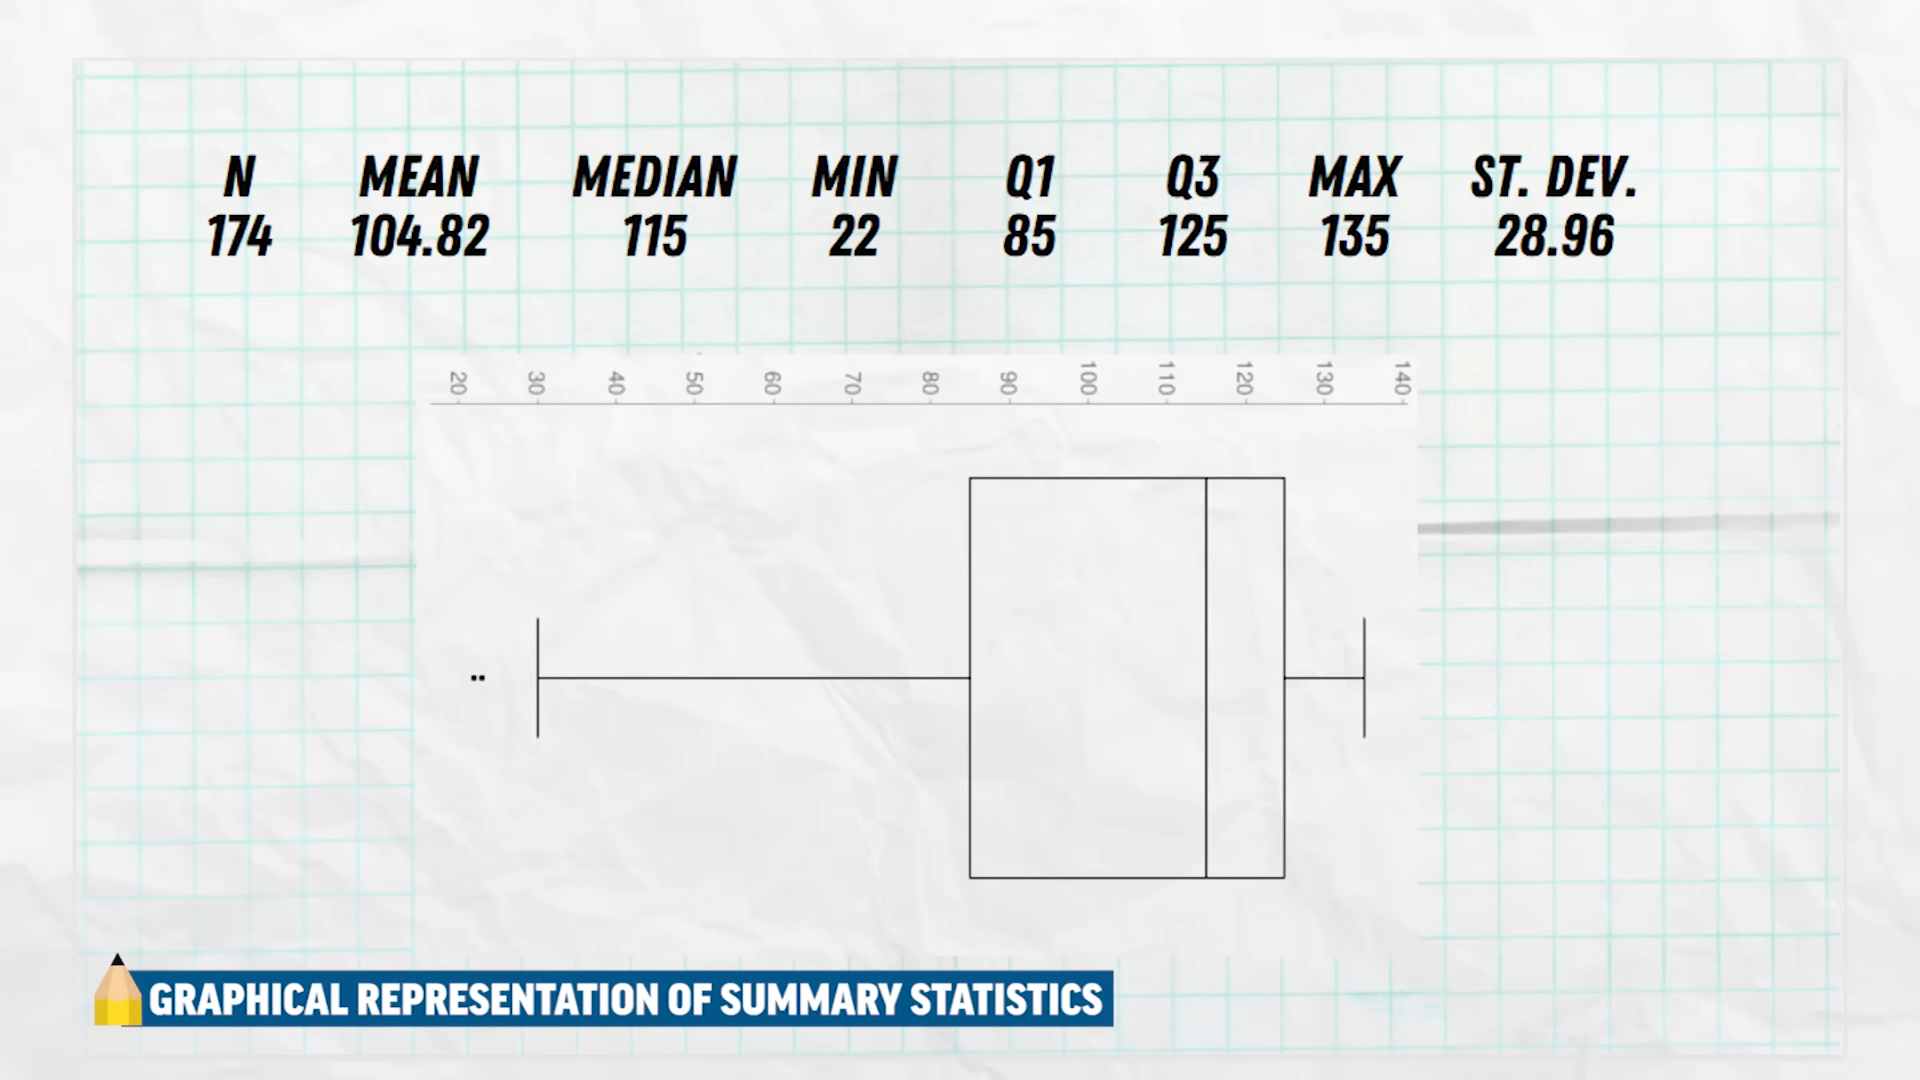 N MEAN MEDIAN MIN Q1 Q3 MAX ST. DEV.
174 104.82 115 22 85 125 135 28.96
20 30 40 50 60 70 80 90 100 110 120 130 140
GRAPHICAL REPRESENTATION OF SUMMARY STATISTICS